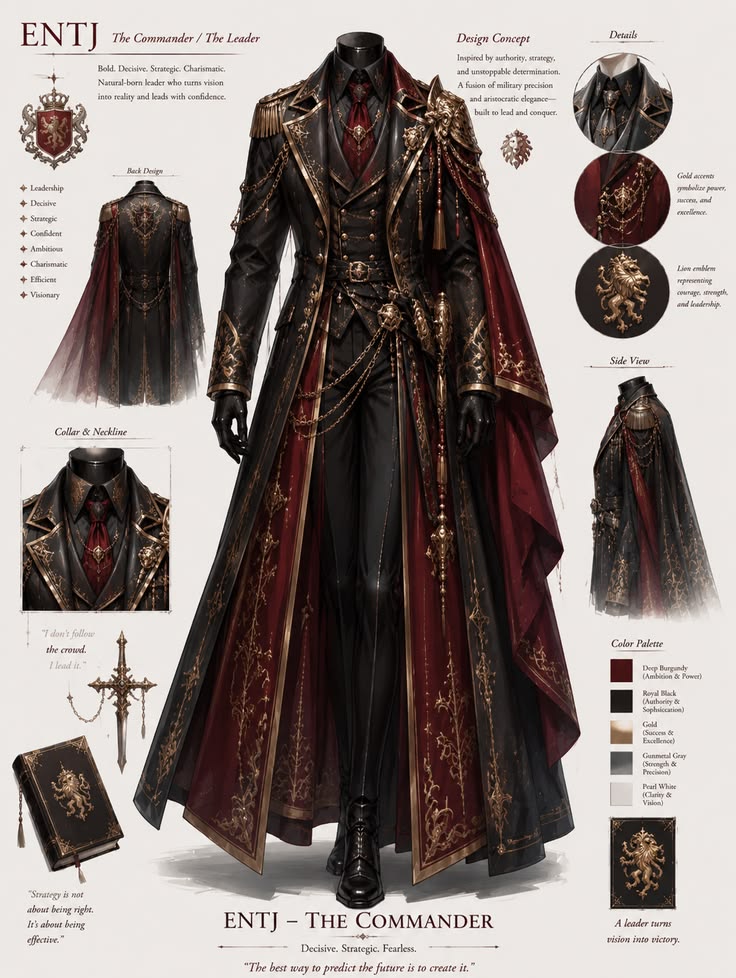 ENTJ The Commander / The Leader
Bold. Decisive. Strategic. Charismatic.
Natural-born leader who turns vision
into reality and leads with confidence.
Leadership
Decisive
Strategic
Confident
Ambitious
Charismatic
Efficient
Visionary
Back Design
Design Concept
Inspired by authority, strategy,
and unstoppable determination.
A fusion of military precision
and aristocratic elegance—
built to lead and conquer.
Details
Gold accents
symbolize power,
success, and
excellence.
Lion emblem
representing
courage, strength,
and leadership.
Side View
Collar & Neckline
"I don't follow
the crowd.
I lead it."
Color Palette
Deep Burgundy
(Ambition & Power)
Royal Black
(Authority &
Sophsiccation)
Gold
(Success &
Excellence)
Gunmetal Gray
(Strength &
Precision)
Pearl White
(Clarity &
Vision)
"Strategy is not
about being right.
It's about being
effective."
A leader turns
vision into victory.
ENTJ – The Commander
Decisive. Strategic. Fearless.
"The best way to predict the future is to create it."